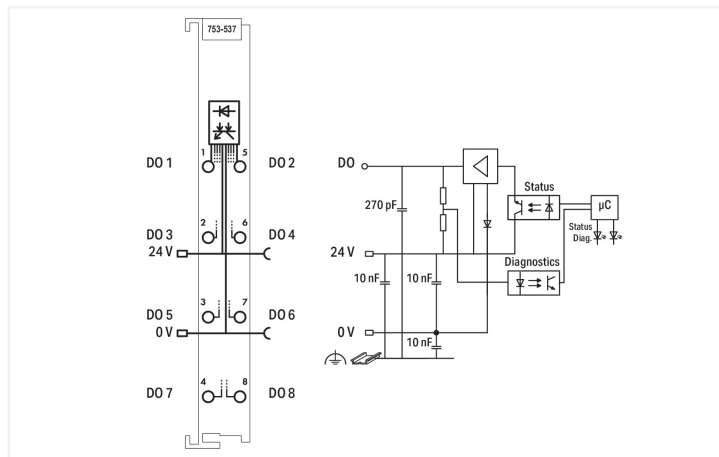 753-537
1 5
DO 1 DO 2
2 6
DO 3 DO 4
24 V
3 7
DO 5 DO 6
0 V
4 8
DO 7 DO 8
DO
Status
270 pF
µC
Status
Diag.
24 V
Diagnostics
10 nF 10 nF
0 V
10 nF